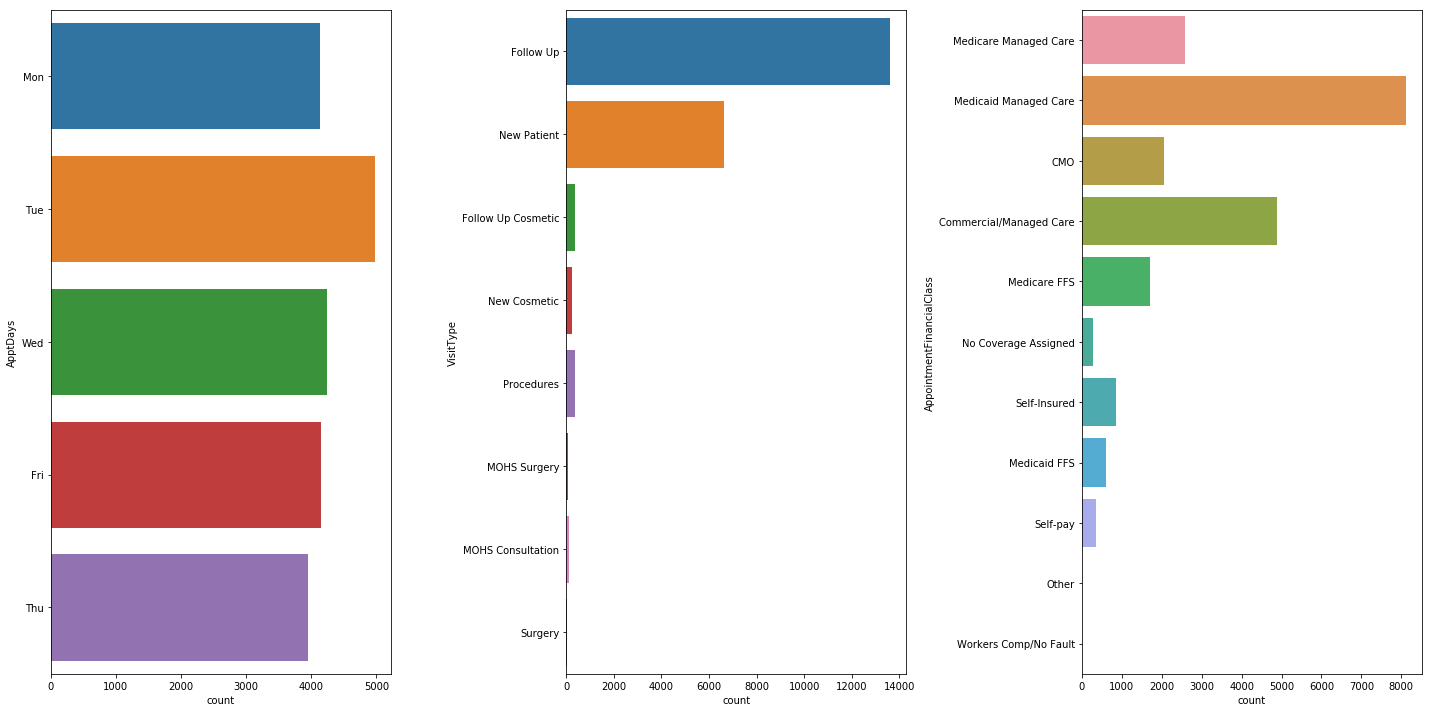 ApptDays
Mon
Tue
Wed
Fri
Thu
0 1000 2000 3000 4000 5000
count
VisitType
Follow Up
New Patient
Follow Up Cosmetic
New Cosmetic
Procedures
MOHS Surgery
MOHS Consultation
Surgery
0 2000 4000 6000 8000 10000 12000 14000
count
AppointmentFinancialClass
Medicare Managed Care
Medicaid Managed Care
CMO
Commercial/Managed Care
Medicare FFS
No Coverage Assigned
Self-Insured
Medicaid FFS
Self-pay
Other
Workers Comp/No Fault
0 1000 2000 3000 4000 5000 6000 7000 8000
count